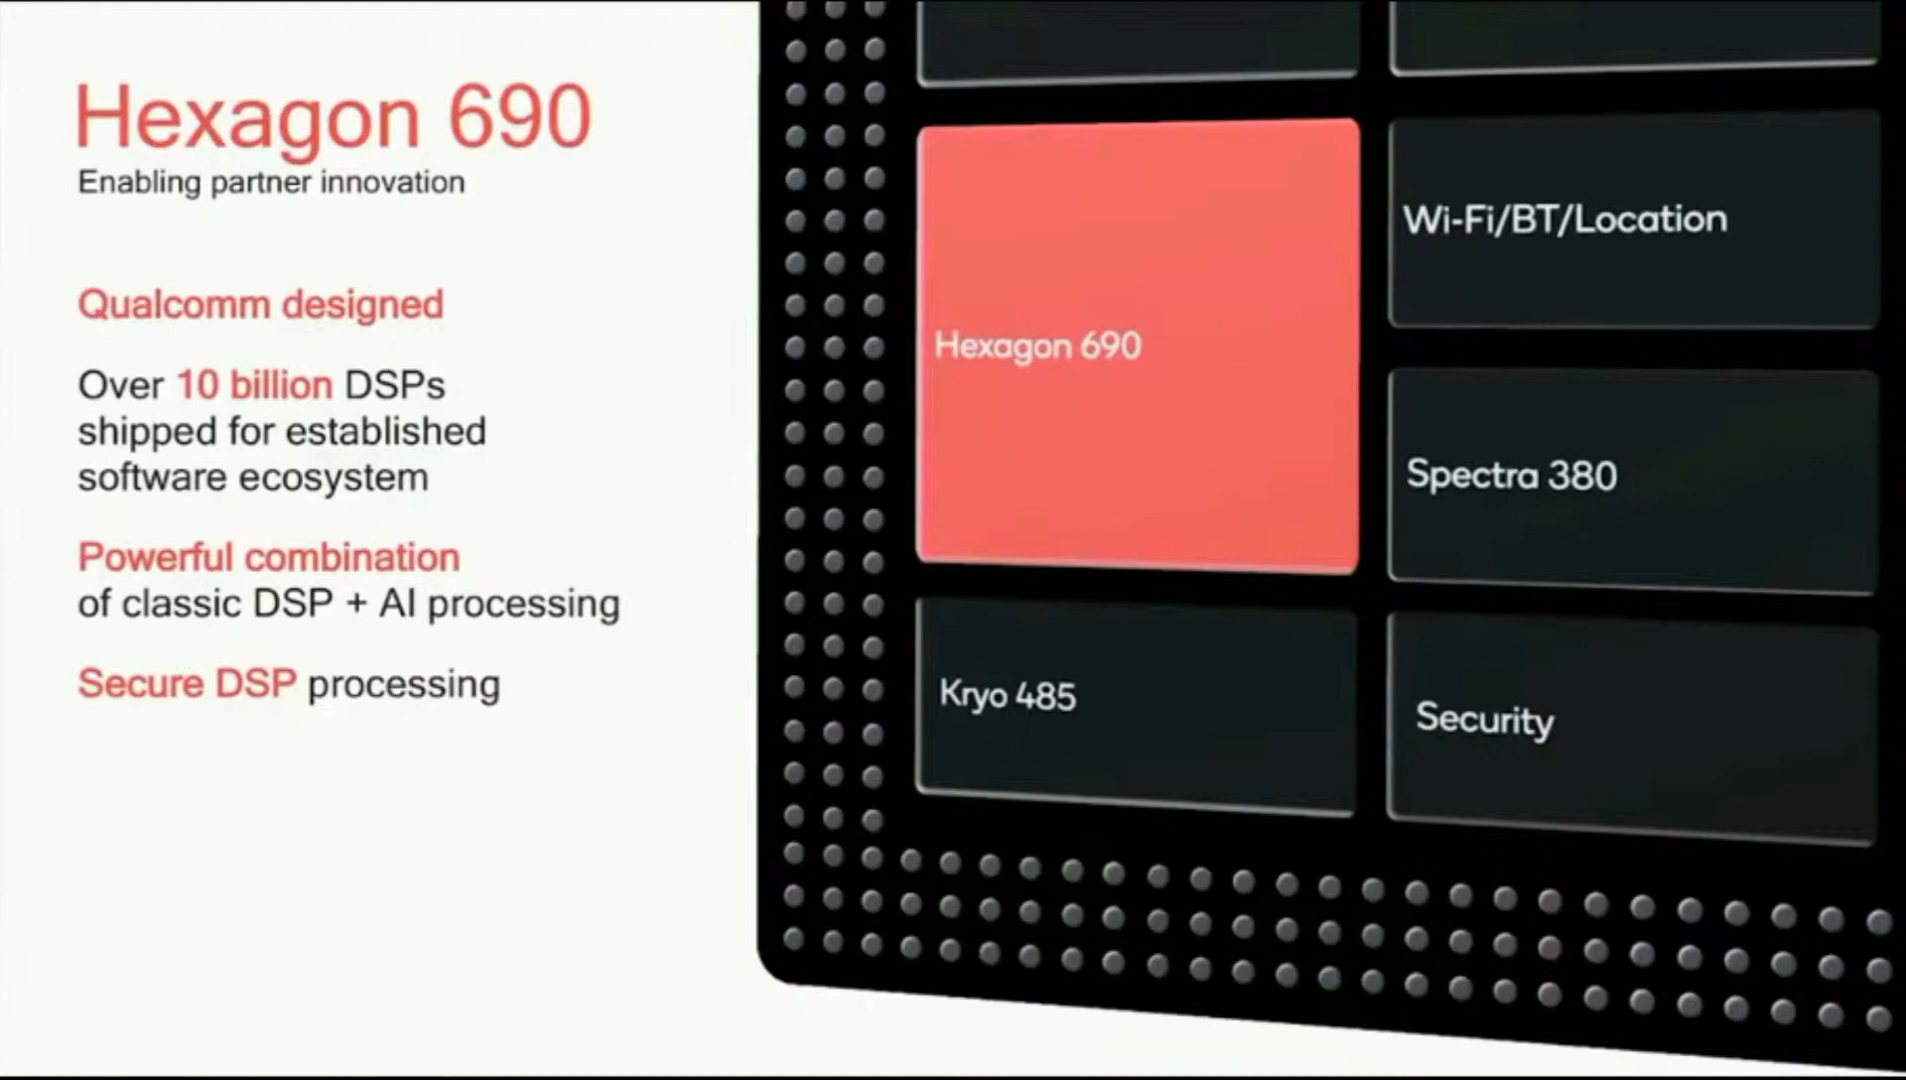 Hexagon 690
Enabling partner innovation
Qualcomm designed
Over 10 billion DSPs
shipped for established
software ecosystem
Powerful combination
of classic DSP + AI processing
Secure DSP processing
Hexagon 690
Wi-Fi/BT/Location
Spectra 380
Kryo 485
Security